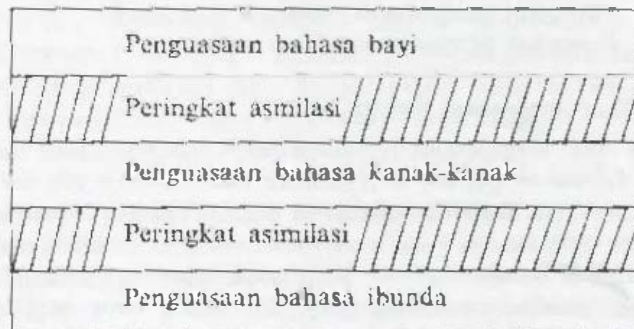 Penguasaan bahasa bayi
Peringkat asmilasi
Penguasaan bahasa kanak-kanak
Peringkat asimilasi
Penguasaan bahasa ibunda